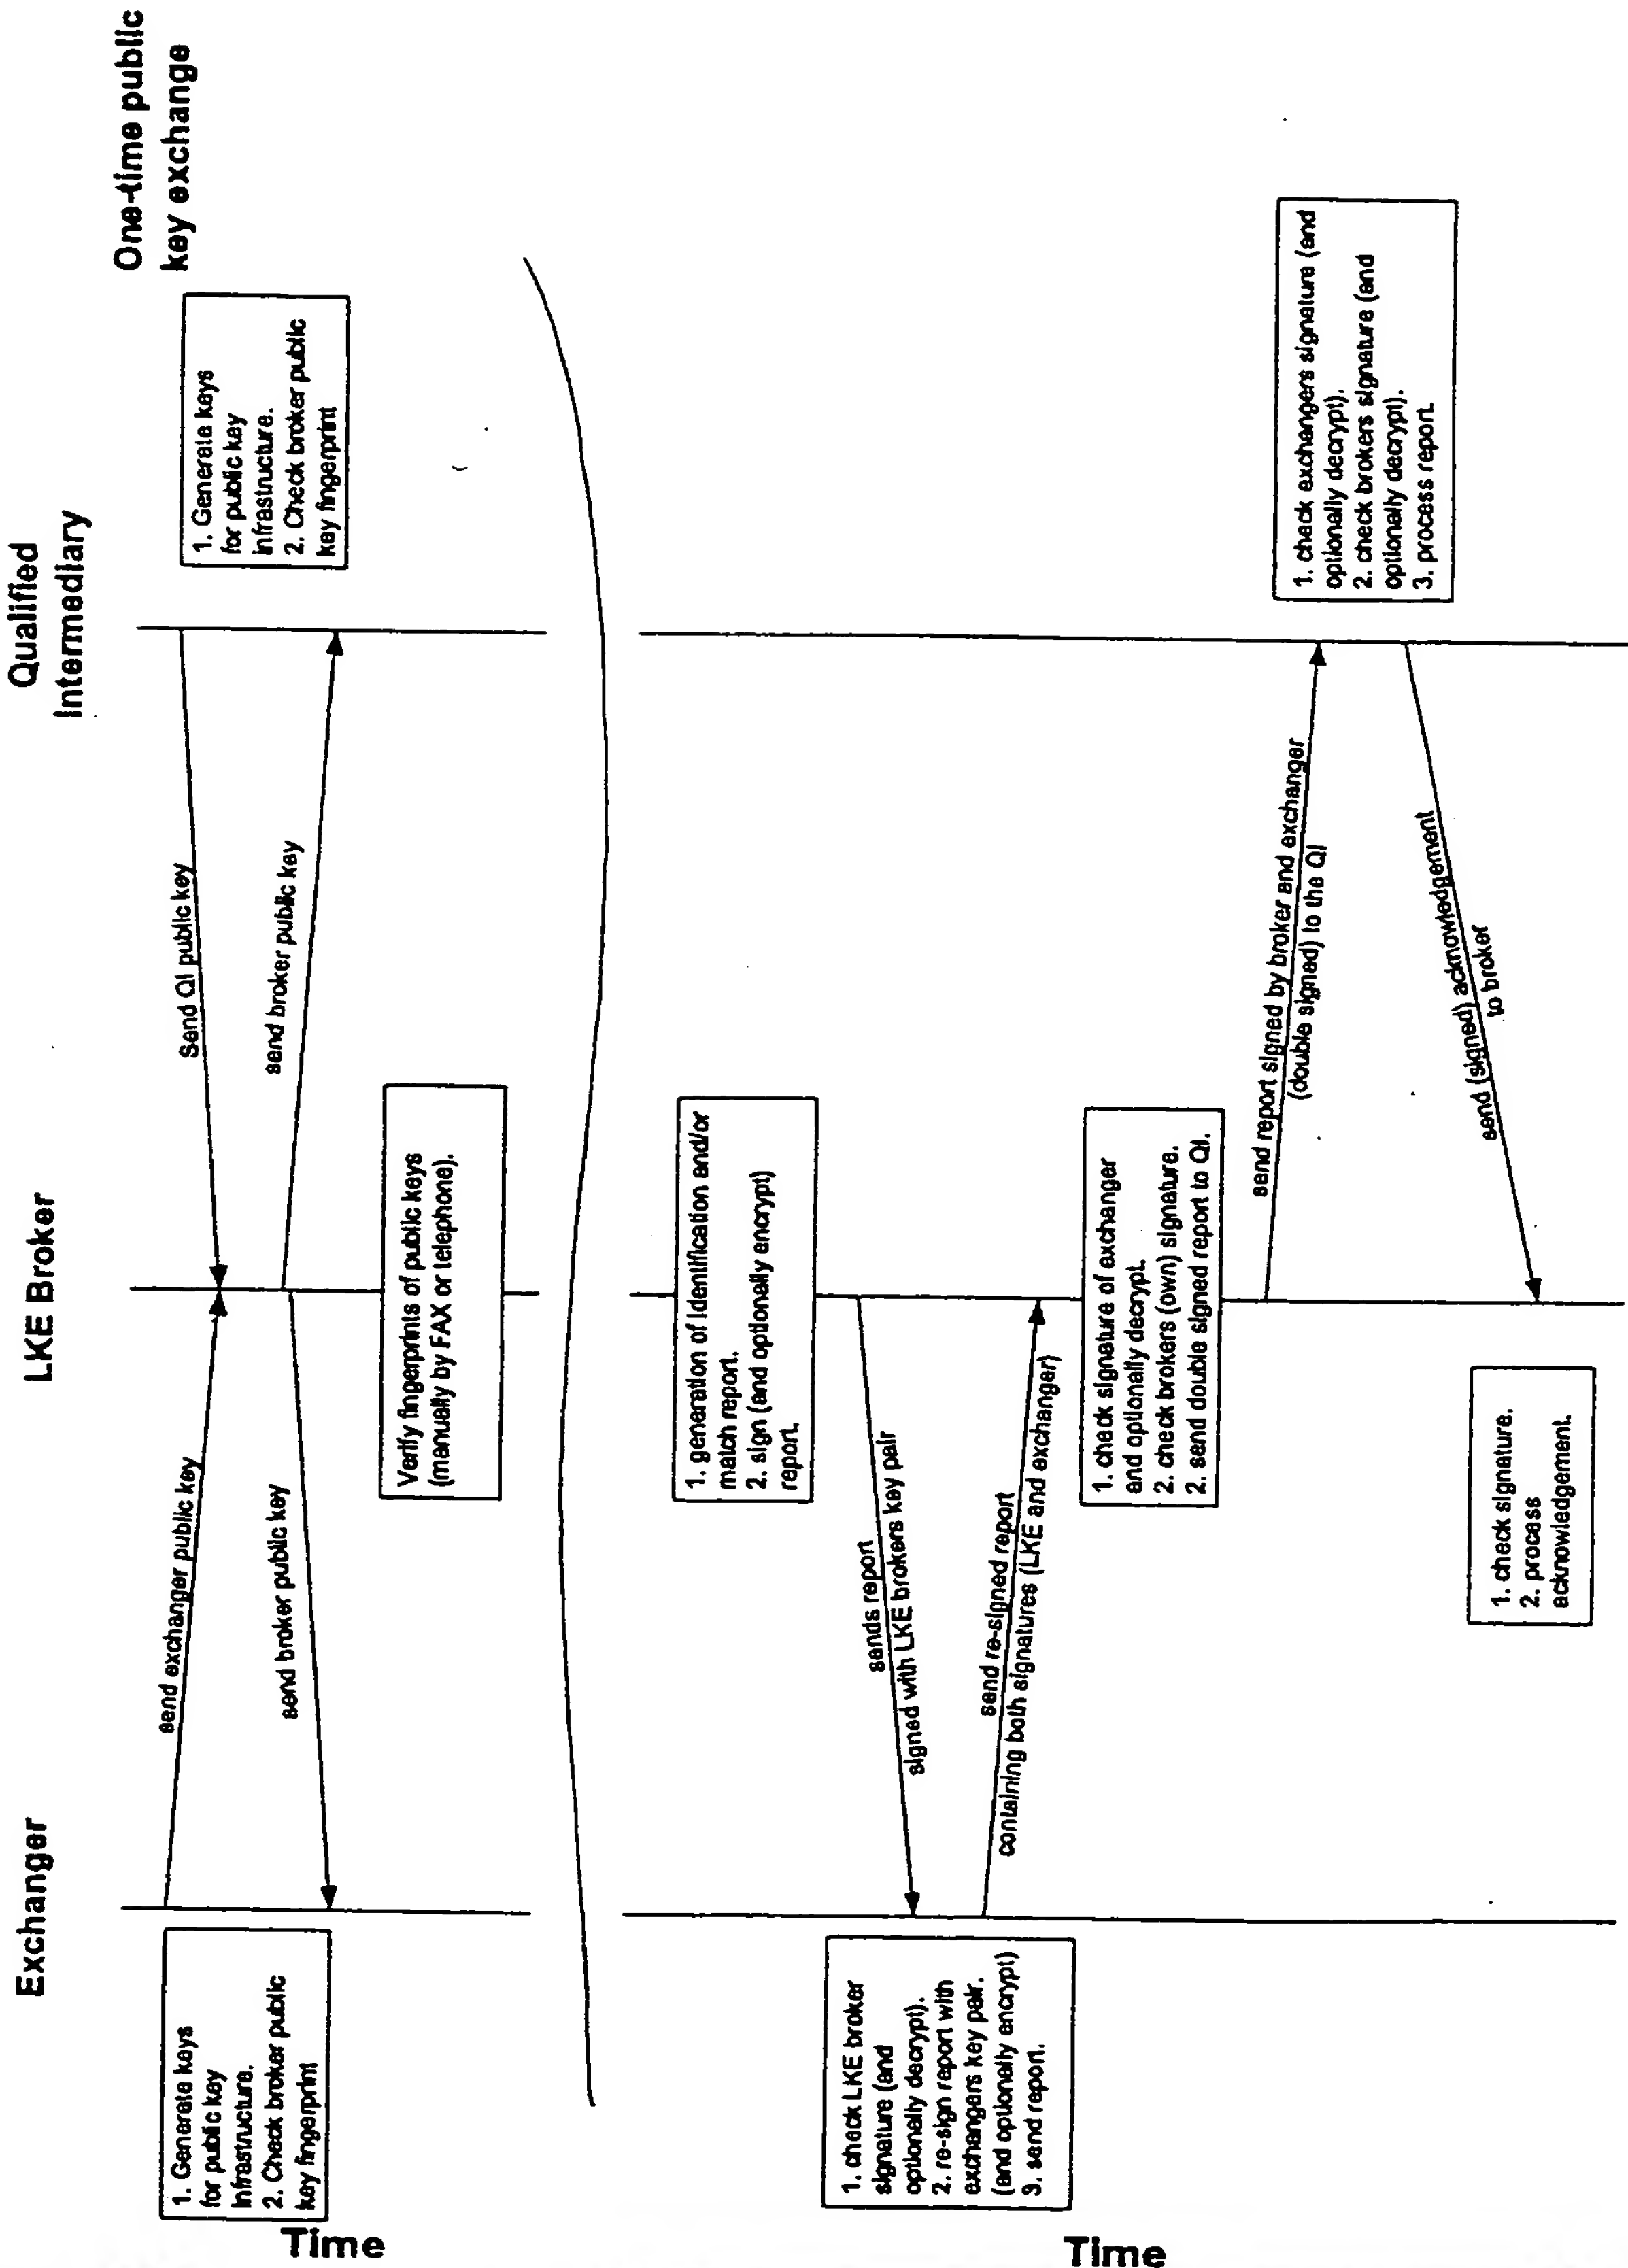 Exchanger
LKE Broker
Qualified
Intermediary
One-time public
key exchange
1. Generate keys
for public key
infrastructure.
2. Check broker public
key fingerprint
send exchanger public key
send broker public key
Send QI public key
send broker public key
1. Generate keys
for public key
infrastructure.
2. Check broker public
key fingerprint
Verify fingerprints of public keys
(manually by FAX or telephone).
Time
1. generation of identification and/or
match report.
2. sign (and optionally encrypt)
report.
sends report
signed with LKE brokers key pair
1. check LKE broker
signature (and
optionally decrypt).
2. re-sign report with
exchangers key pair.
(and optionally encrypt)
3. send report.
send re-signed report
containing both signatures (LKE and exchanger)
1. check signature of exchanger
and optionally decrypt.
2. check brokers (own) signature.
2. send double signed report to QI.
send report signed by broker and exchanger
(double signed) to the QI
1. check exchangers signature (and
optionally decrypt).
2. check brokers signature (and
optionally decrypt).
3. process report.
send (signed) acknowledgement
to broker
1. check signature.
2. process
acknowledgement.
Time